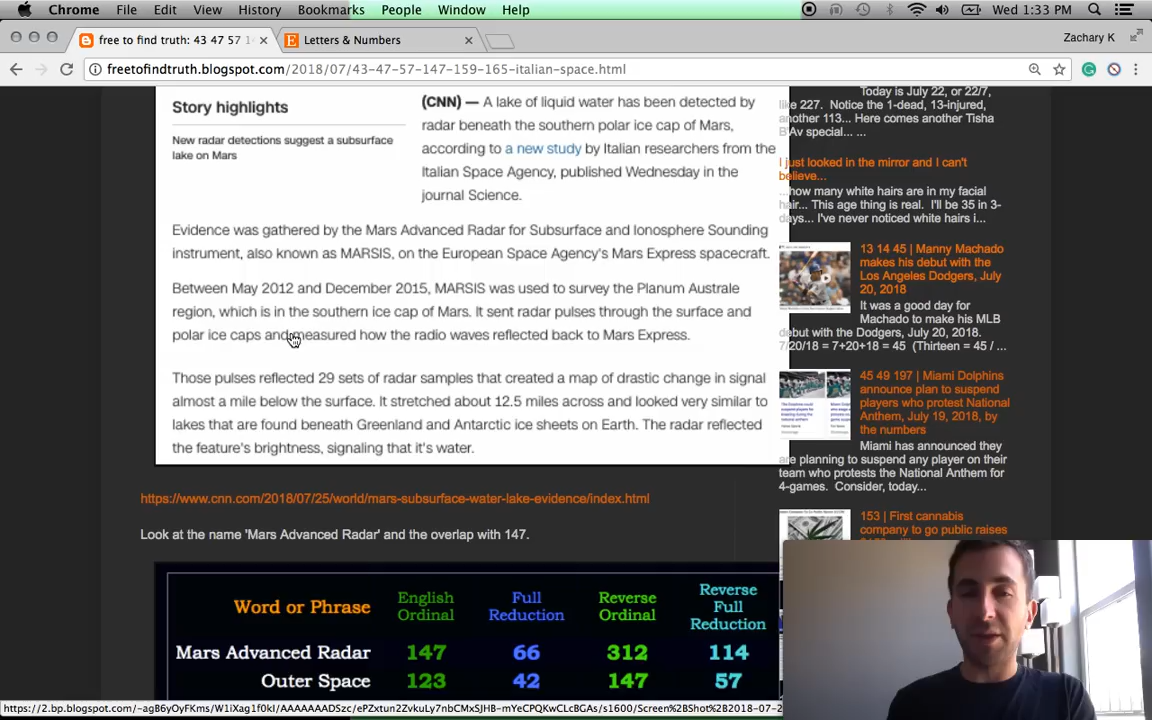 Chrome File Edit View History Bookmarks People Window Help Wed 1:33 PM
free to find truth: 43 47 57 1
Letters & Numbers
Zachary K
freetofindtruth.blogspot.com/2018/07/43-47-57-147-159-165-italian-space.html
Story highlights
New radar detections suggest a subsurface
lake on Mars
(CNN) — A lake of liquid water has been detected by
radar beneath the southern polar ice cap of Mars,
according to a new study by Italian researchers from the
Italian Space Agency, published Wednesday in the
journal Science.
Evidence was gathered by the Mars Advanced Radar for Subsurface and Ionosphere Sounding
instrument, also known as MARSIS, on the European Space Agency's Mars Express spacecraft.
Between May 2012 and December 2015, MARSIS was used to survey the Planum Australe
region, which is in the southern ice cap of Mars. It sent radar pulses through the surface and
polar ice caps and measured how the radio waves reflected back to Mars Express.
Those pulses reflected 29 sets of radar samples that created a map of drastic change in signal
almost a mile below the surface. It stretched about 12.5 miles across and looked very similar to
lakes that are found beneath Greenland and Antarctic ice sheets on Earth. The radar reflected
the feature's brightness, signaling that it's water.
https://www.cnn.com/2018/07/25/world/mars-subsurface-water-lake-evidence/index.html
Look at the name 'Mars Advanced Radar' and the overlap with 147.
Word or Phrase
English
Ordinal
Full
Reduction
Reverse
Ordinal
Reverse
Full
Reduction
Mars Advanced Radar 147 66 312 114
Outer Space 123 42 147 57
Today is July 22, or 22/7,
like 227. Notice the 1-dead, 13-injured,
another 113... Here comes another Tisha
B'Av special... ...
I just looked in the mirror and I can't
believe...
...how many white hairs are in my facial
hair... This age thing is real. I'll be 35 in 3-
days... I've never noticed white hairs i...
13 14 45 | Manny Machado
makes his debut with the
Los Angeles Dodgers, July
20, 2018
It was a good day for
Machado to make his MLB
debut with the Dodgers, July 20, 2018.
7/20/18 = 7+20+18 = 45 (Thirteen = 45 / ...
45 49 197 | Miami Dolphins
announce plan to suspend
players who protest National
Anthem, July 19, 2018, by
the numbers
Miami has announced they
are planning to suspend any player on their
team who protests the National Anthem for
4-games. Consider, today...
153 | First cannabis
company to go public raises